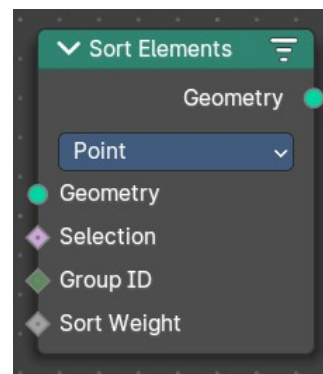 Sort Elements
Geometry
Point
Geometry
Selection
Group ID
Sort Weight